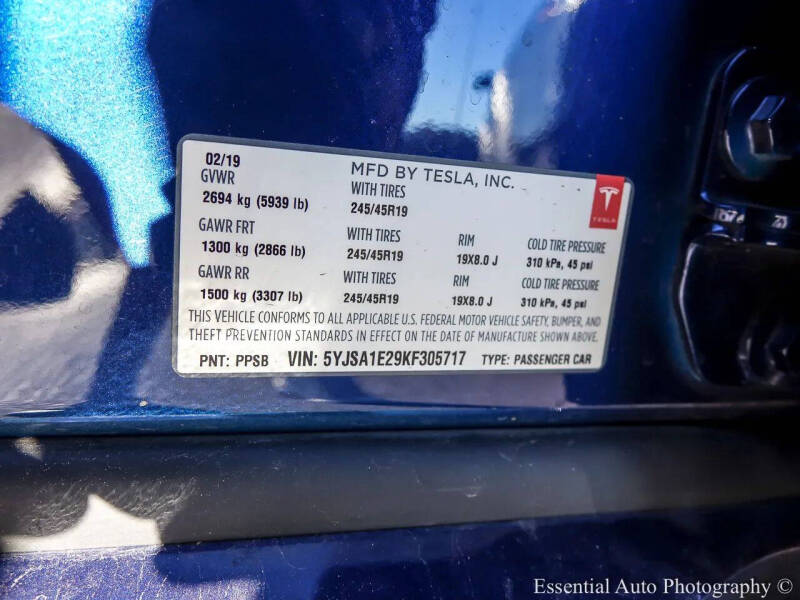 02/19 MFD BY TESLA, INC.
GVWR WITH TIRES
2694 kg (5939 lb) 245/45R19
TESLA
GAWR FRT WITH TIRES RIM COLD TIRE PRESSURE
1300 kg (2866 lb) 245/45R19 19X8.0 J 310 kPa, 45 psi
GAWR RR WITH TIRES RIM COLD TIRE PRESSURE
1500 kg (3307 lb) 245/45R19 19X8.0 J 310 kPa, 45 psi
THIS VEHICLE CONFORMS TO ALL APPLICABLE U.S. FEDERAL MOTOR VEHICLE SAFETY, BUMPER, AND
THEFT PREVENTION STANDARDS IN EFFECT ON THE DATE OF MANUFACTURE SHOWN ABOVE.
PNT: PPSB VIN: 5YJSA1E29KF305717 TYPE: PASSENGER CAR
Essential Auto Photography ©